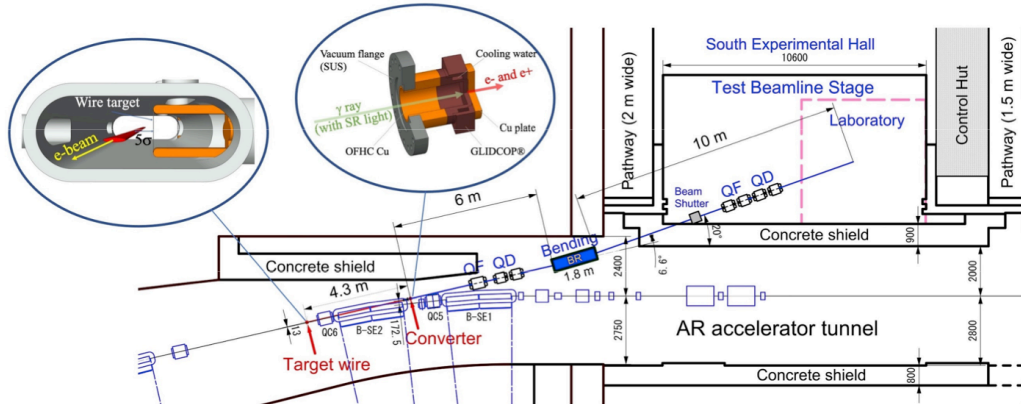 South Experimental Hall
10600
Test Beamline Stage
Laboratory
Pathway (2 m wide)
Control Hut
Pathway (1.5 m wide)
Wire target
5σ
e-beam
Vacuum flange
(SUS)
Cooling water
e- and e+
γ ray
(with SR light)
Cu plate
OFHC Cu
GLIDCOP®
10 m
6 m
QF QD
Beam
Shutter
20°
Concrete shield
900
Bending
BR
1.8 m
6.6°
2400
2000
QF QD
Concrete shield
4.3 m
13
QC6
B-SE2
172.5
QC5
B-SE1
Converter
Target wire
AR accelerator tunnel
2750
2800
Concrete shield
800